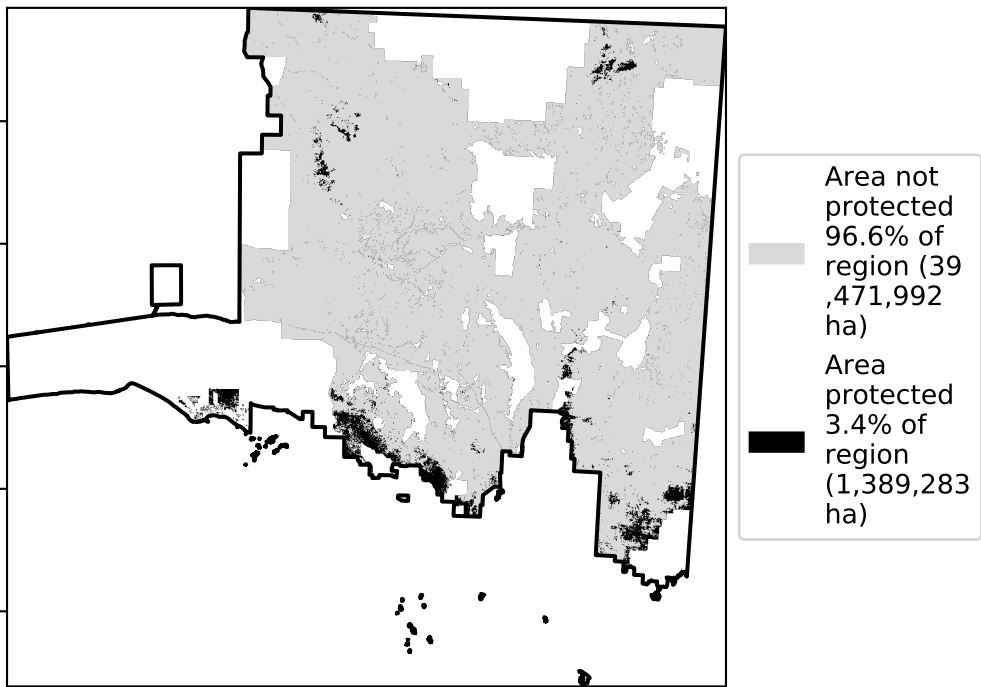 Area not
protected
96.6% of
region (39
,471,992
ha)
Area
protected
3.4% of
region
(1,389,283
ha)